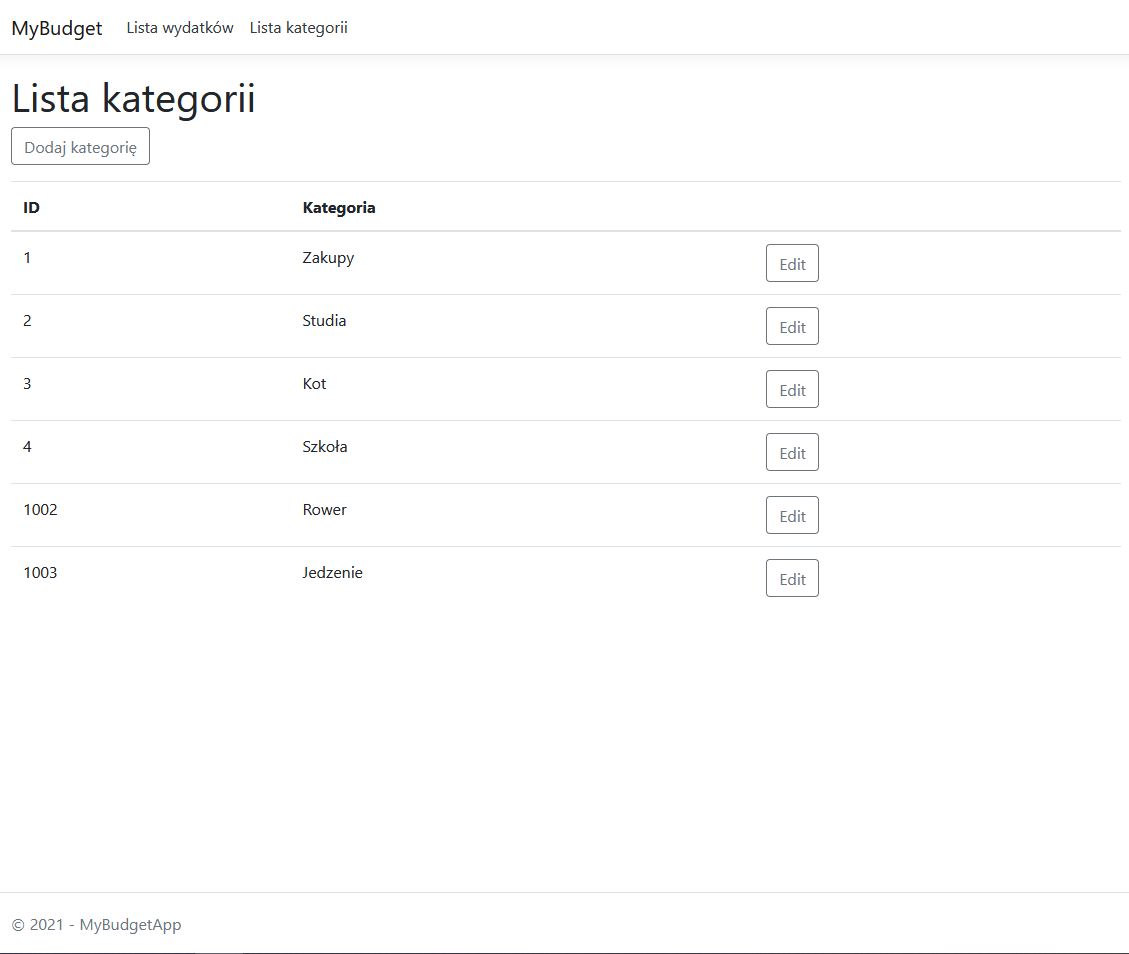 MyBudget Lista wydatków Lista kategorii
Lista kategorii
Dodaj kategorię
ID Kategoria
1 Zakupy Edit
2 Studia Edit
3 Kot Edit
4 Szkoła Edit
1002 Rower Edit
1003 Jedzenie Edit
© 2021 - MyBudgetApp